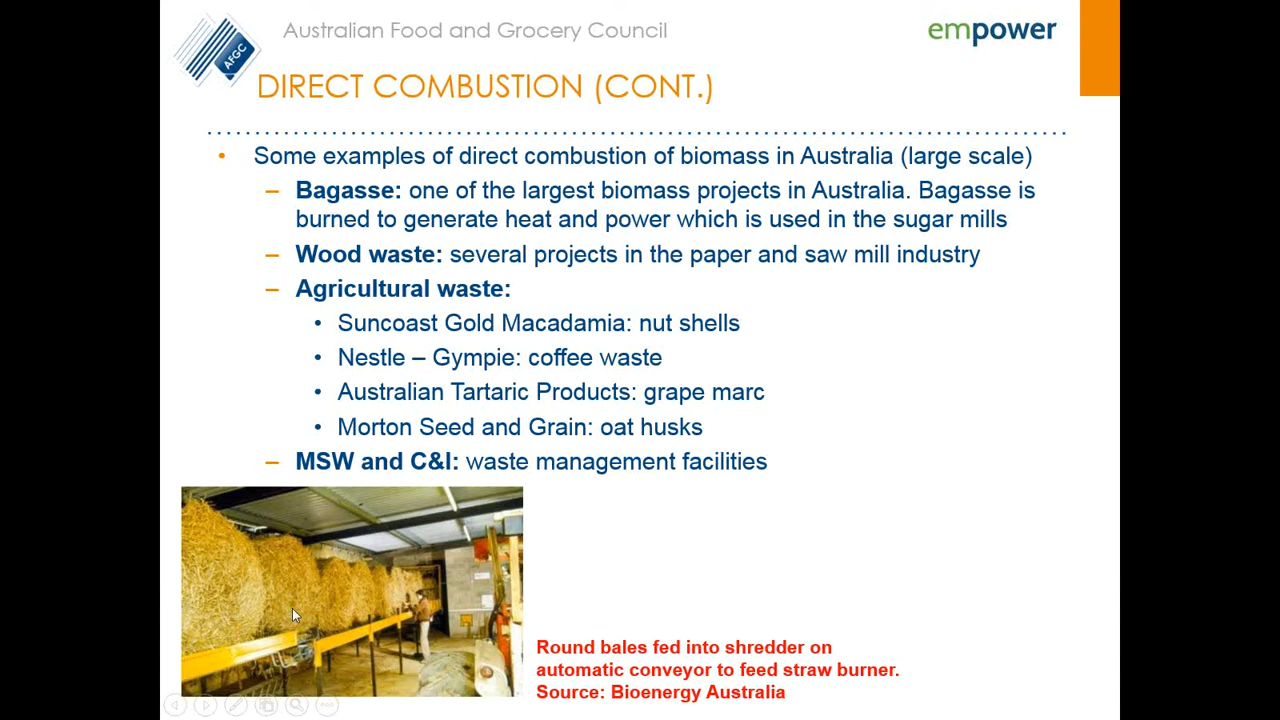 Australian Food and Grocery Council
empower
AFGC
DIRECT COMBUSTION (CONT.)
• Some examples of direct combustion of biomass in Australia (large scale)
– Bagasse: one of the largest biomass projects in Australia. Bagasse is
burned to generate heat and power which is used in the sugar mills
– Wood waste: several projects in the paper and saw mill industry
– Agricultural waste:
• Suncoast Gold Macadamia: nut shells
• Nestle – Gympie: coffee waste
• Australian Tartaric Products: grape marc
• Morton Seed and Grain: oat husks
– MSW and C&I: waste management facilities
Round bales fed into shredder on
automatic conveyor to feed straw burner.
Source: Bioenergy Australia